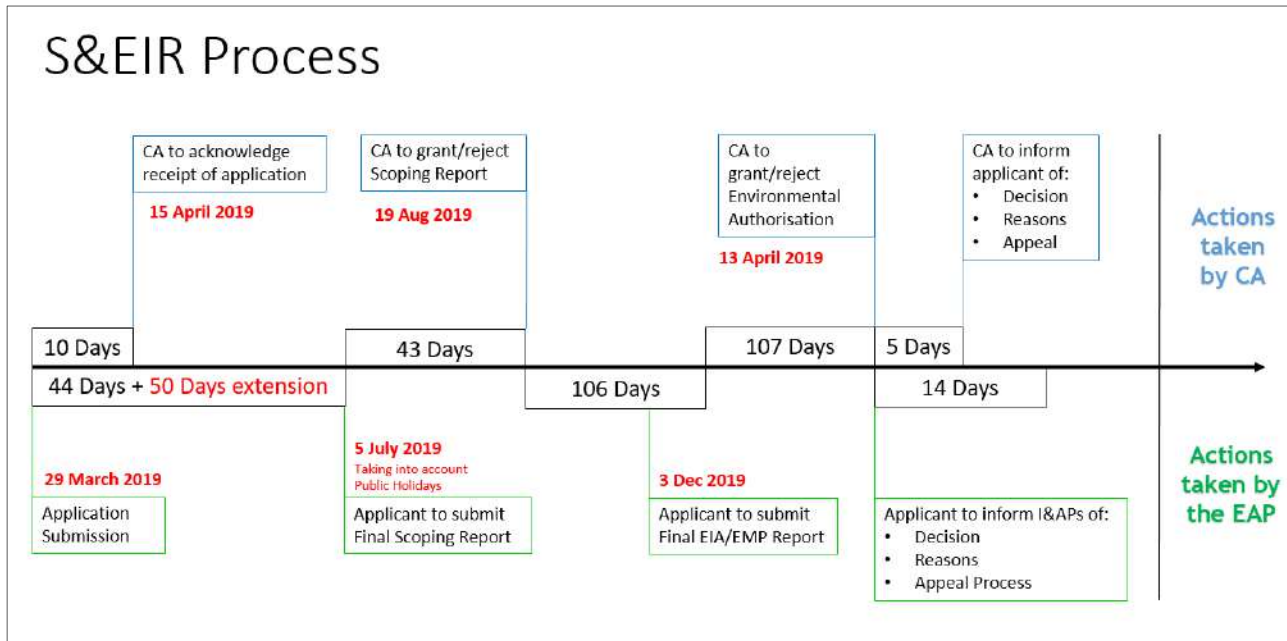 S&EIR Process
CA to acknowledge
receipt of application
15 April 2019
CA to grant/reject
Scoping Report
19 Aug 2019
CA to
grant/reject
Environmental
Authorisation
13 April 2019
CA to inform
applicant of:
• Decision
• Reasons
• Appeal
Actions
taken
by CA
10 Days
43 Days
107 Days
5 Days
44 Days + 50 Days extension
106 Days
14 Days
29 March 2019
Application
Submission
5 July 2019
Taking into account
Public Holidays
Applicant to submit
Final Scoping Report
3 Dec 2019
Applicant to submit
Final EIA/EMP Report
Applicant to inform I&APs of:
• Decision
• Reasons
• Appeal Process
Actions
taken by
the EAP